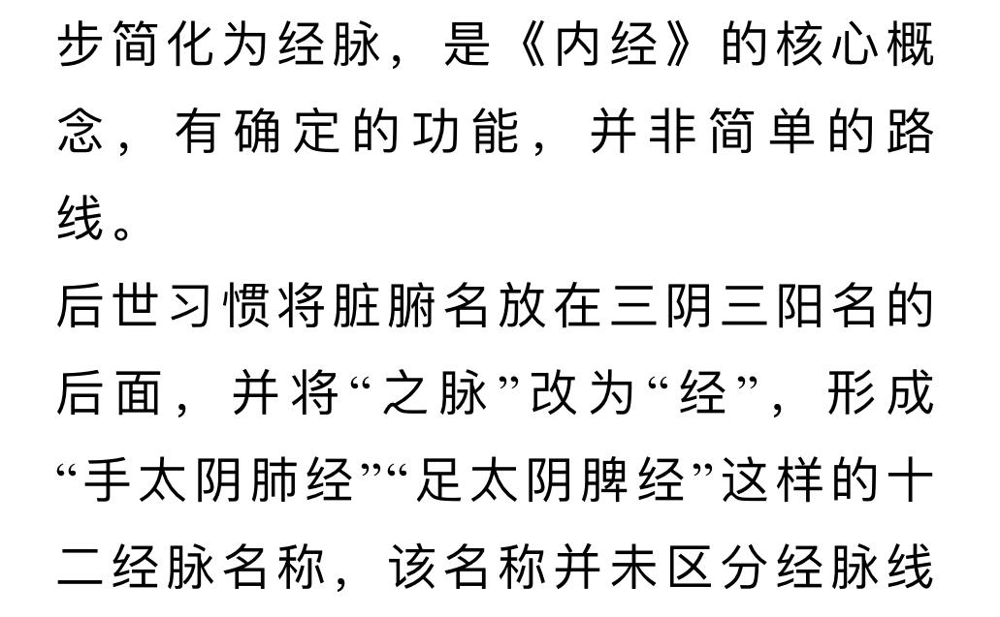 步简化为经脉，是《内经》的核心概
念，有确定的功能，并非简单的路
线。
后世习惯将脏腑名放在三阴三阳名的
后面，并将“之脉”改为“经”，形成
“手太阴肺经”“足太阴脾经”这样的十
二经脉名称，该名称并未区分经脉线